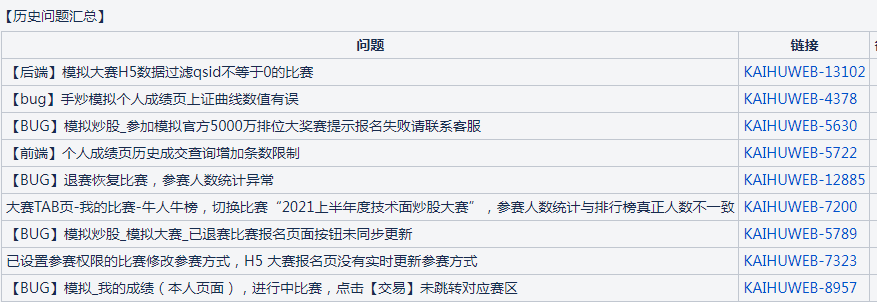 【历史问题汇总】
问题 链接
【后端】模拟大赛H5数据过滤qsid不等于0的比赛 KAIHUWEB-13102
【bug】手炒模拟个人成绩页上证曲线数值有误 KAIHUWEB-4378
【BUG】模拟炒股_参加模拟官方5000万排位大奖赛提示报名失败请联系客服 KAIHUWEB-5630
【前端】个人成绩页历史成交查询增加条数限制 KAIHUWEB-5722
【BUG】退赛恢复比赛，参赛人数统计异常 KAIHUWEB-12885
大赛TAB页-我的比赛-牛人牛榜，切换比赛“2021上半年度技术面炒股大赛”，参赛人数统计与排行榜真正人数不一致 KAIHUWEB-7200
【BUG】模拟炒股_模拟大赛_已退赛比赛报名页面按钮未同步更新 KAIHUWEB-5789
已设置参赛权限的比赛修改参赛方式，H5 大赛报名页没有实时更新参赛方式 KAIHUWEB-7323
【BUG】模拟_我的成绩（本人页面），进行中比赛，点击【交易】未跳转对应赛区 KAIHUWEB-8957